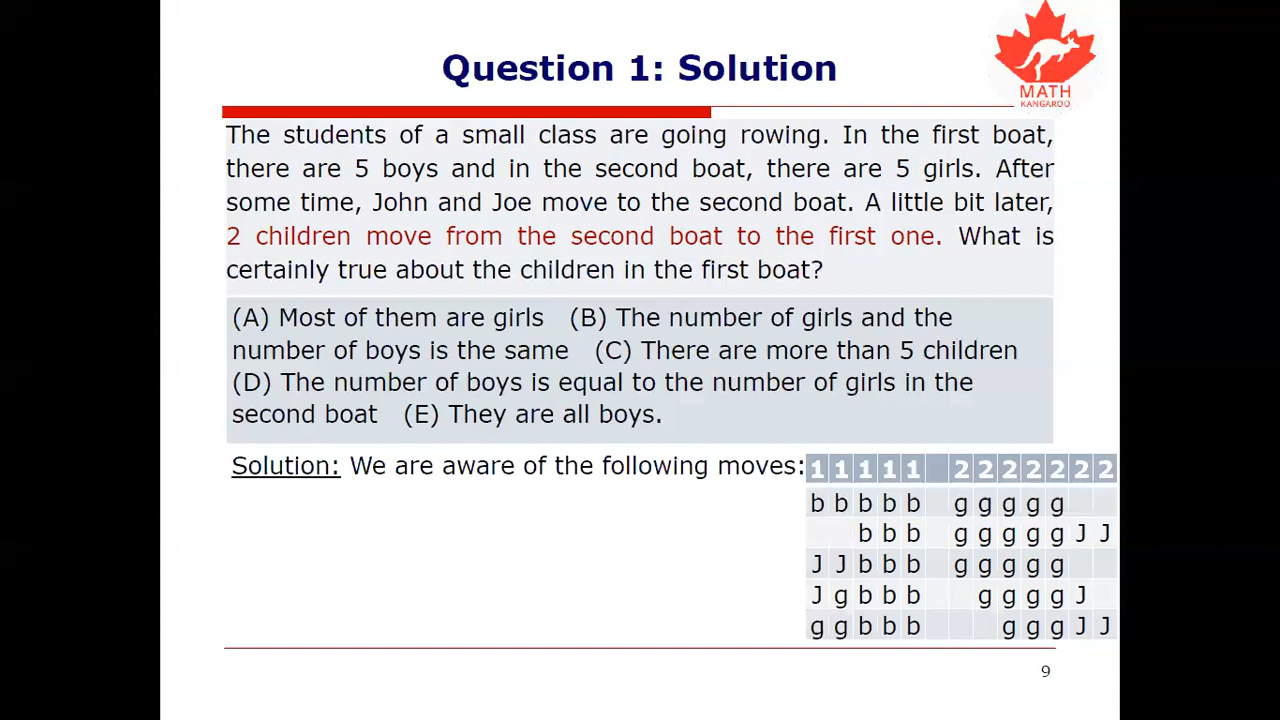 Question 1: Solution
MATH
KANGAROO
The students of a small class are going rowing. In the first boat,
there are 5 boys and in the second boat, there are 5 girls. After
some time, John and Joe move to the second boat. A little bit later,
2 children move from the second boat to the first one. What is
certainly true about the children in the first boat?
(A) Most of them are girls (B) The number of girls and the
number of boys is the same (C) There are more than 5 children
(D) The number of boys is equal to the number of girls in the
second boat (E) They are all boys.
Solution: We are aware of the following moves:
1 1 1 1 1 2 2 2 2 2 2 2
b b b b b g g g g g
b b b g g g g g J J
J J b b b g g g g g
J g b b b g g g g J
g g b b b g g g J J
9